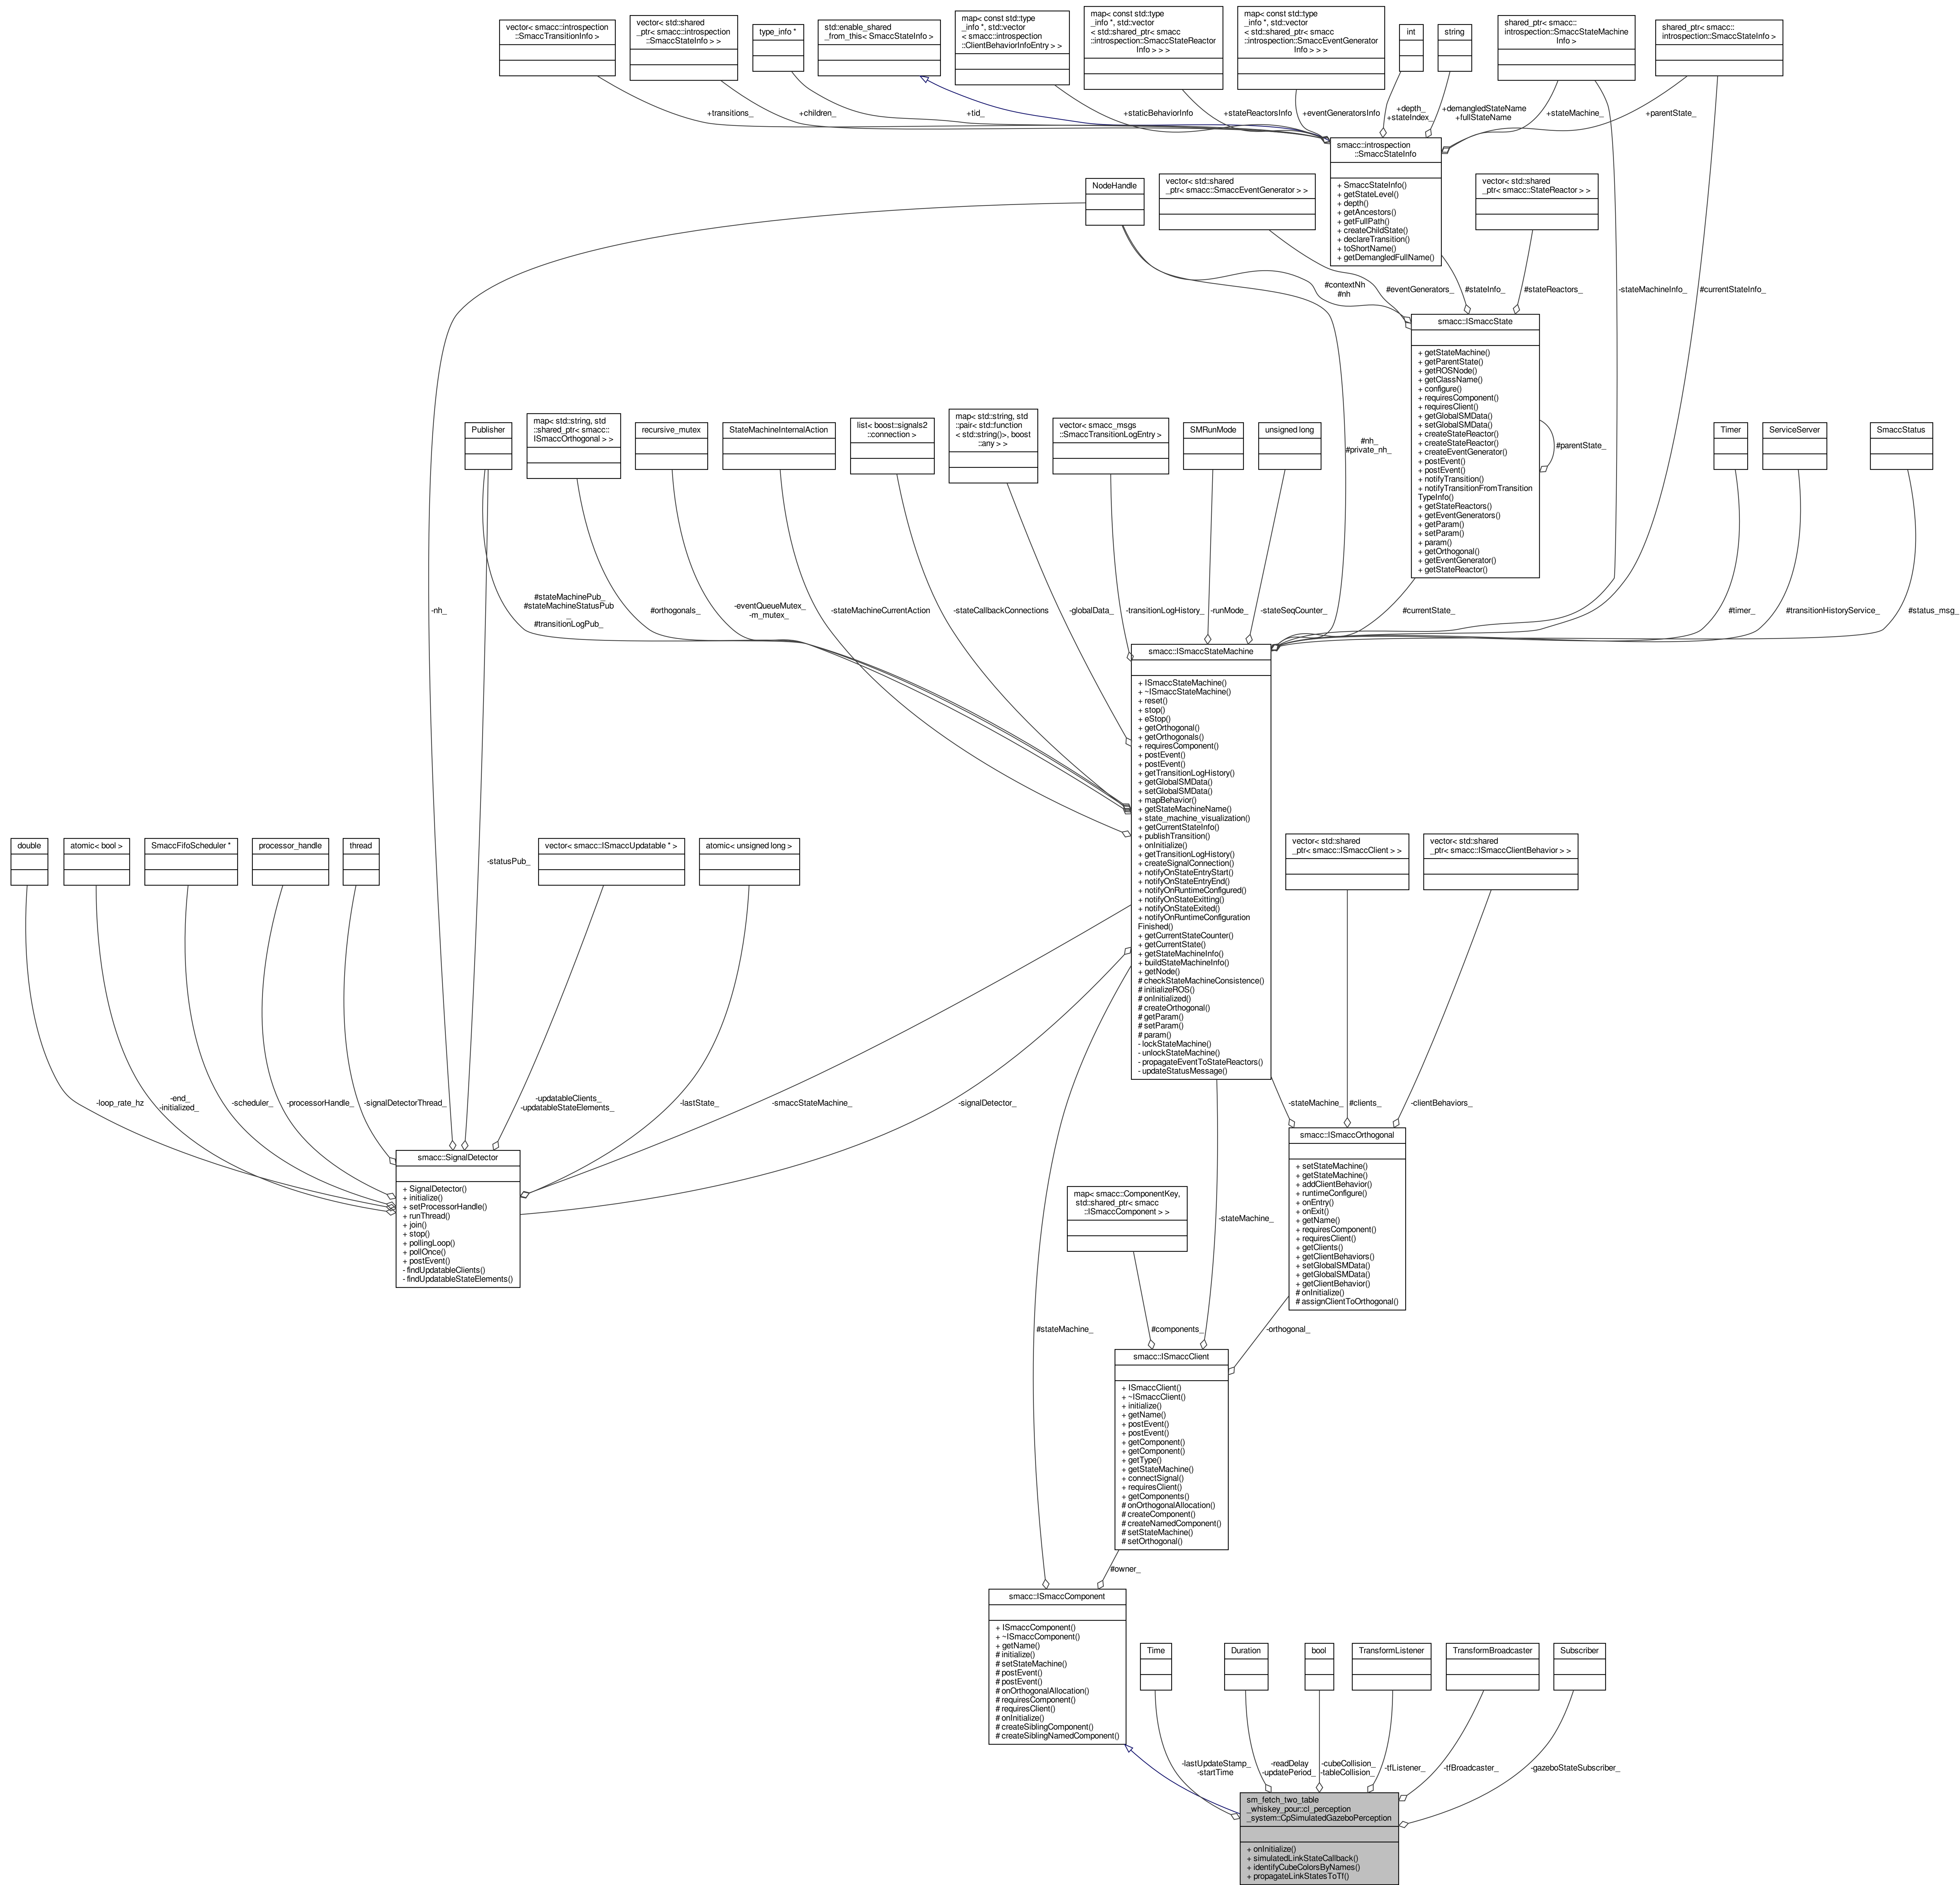 vector< smacc::introspection
::SmaccTransitionInfo >
vector< std::shared
_ptr< smacc::introspection
::SmaccStateInfo > >
type_info *
std::enable_shared
_from_this< SmaccStateInfo >
map< const std::type
_info *, std::vector
< smacc::introspection
::ClientBehaviorInfoEntry > >
map< const std::type
_info *, std::vector
< std::shared_ptr< smacc
::introspection::SmaccStateReactor
Info > > >
map< const std::type
_info *, std::vector
< std::shared_ptr< smacc
::introspection::SmaccEventGenerator
Info > > >
int
string
shared_ptr< smacc::
introspection::SmaccStateMachine
Info >
shared_ptr< smacc::
introspection::SmaccStateInfo >
+transitions_
+children_
+tid_
+staticBehaviorInfo
+stateReactorsInfo
+eventGeneratorsInfo
+depth_
+stateIndex_
+demangledStateName
+fullStateName
+stateMachine_
+parentState_
smacc::introspection
::SmaccStateInfo
+ SmaccStateInfo()
+ getStateLevel()
+ depth()
+ getAncestors()
+ getFullPath()
+ createChildState()
+ declareTransition()
+ toShortName()
+ getDemangledFullName()
NodeHandle
vector< std::shared
_ptr< smacc::SmaccEventGenerator > >
vector< std::shared
_ptr< smacc::StateReactor > >
#contextNh
#nh
#eventGenerators_
#stateInfo_
#stateReactors_
-stateMachineInfo_
#currentStateInfo_
smacc::ISmaccState
+ getStateMachine()
+ getParentState()
+ getROSNode()
+ getClassName()
+ configure()
+ requiresComponent()
+ requiresClient()
+ getGlobalSMData()
+ setGlobalSMData()
+ createStateReactor()
+ createStateReactor()
+ createEventGenerator()
+ postEvent()
+ postEvent()
+ notifyTransition()
+ notifyTransitionFromTransition
TypeInfo()
+ getStateReactors()
+ getEventGenerators()
+ getParam()
+ setParam()
+ param()
+ getOrthogonal()
+ getEventGenerator()
+ getStateReactor()
#parentState_
Publisher
map< std::string, std
::shared_ptr< smacc::
ISmaccOrthogonal > >
recursive_mutex
StateMachineInternalAction
list< boost::signals2
::connection >
map< std::string, std
::pair< std::function
< std::string()>, boost
::any > >
vector< smacc_msgs
::SmaccTransitionLogEntry >
SMRunMode
unsigned long
#nh_
#private_nh_
Timer
ServiceServer
SmaccStatus
-nh_
#stateMachinePub_
#stateMachineStatusPub
_
#transitionLogPub_
#orthogonals_
-eventQueueMutex_
-m_mutex_
-stateMachineCurrentAction
-stateCallbackConnections
-globalData_
-transitionLogHistory_
-runMode_
-stateSeqCounter_
#currentState_
#timer_
#transitionHistoryService_
#status_msg_
smacc::ISmaccStateMachine
+ ISmaccStateMachine()
+ ~ISmaccStateMachine()
+ reset()
+ stop()
+ eStop()
+ getOrthogonal()
+ getOrthogonals()
+ requiresComponent()
+ postEvent()
+ postEvent()
+ getTransitionLogHistory()
+ getGlobalSMData()
+ setGlobalSMData()
+ mapBehavior()
+ getStateMachineName()
+ state_machine_visualization()
+ getCurrentStateInfo()
+ publishTransition()
+ onInitialize()
+ getTransitionLogHistory()
+ createSignalConnection()
+ notifyOnStateEntryStart()
+ notifyOnStateEntryEnd()
+ notifyOnRuntimeConfigured()
+ notifyOnStateExitting()
+ notifyOnStateExited()
+ notifyOnRuntimeConfiguration
Finished()
+ getCurrentStateCounter()
+ getCurrentState()
+ getStateMachineInfo()
+ buildStateMachineInfo()
+ getNode()
# checkStateMachineConsistence()
# initializeROS()
# onInitialized()
# createOrthogonal()
# getParam()
# setParam()
# param()
- lockStateMachine()
- unlockStateMachine()
- propagateEventToStateReactors()
- updateStatusMessage()
double
atomic< bool >
SmaccFifoScheduler *
processor_handle
thread
-statusPub_
vector< smacc::ISmaccUpdatable * >
atomic< unsigned long >
vector< std::shared
_ptr< smacc::ISmaccClient > >
vector< std::shared
_ptr< smacc::ISmaccClientBehavior > >
-loop_rate_hz
-end_
-initialized_
-scheduler_
-processorHandle_
-signalDetectorThread_
-updatableClients_
-updatableStateElements_
-lastState_
-smaccStateMachine_
-signalDetector_
-stateMachine_
#clients_
-clientBehaviors_
smacc::SignalDetector
+ SignalDetector()
+ initialize()
+ setProcessorHandle()
+ runThread()
+ join()
+ stop()
+ pollingLoop()
+ pollOnce()
+ postEvent()
- findUpdatableClients()
- findUpdatableStateElements()
smacc::ISmaccOrthogonal
+ setStateMachine()
+ getStateMachine()
+ addClientBehavior()
+ runtimeConfigure()
+ onEntry()
+ onExit()
+ getName()
+ requiresComponent()
+ requiresClient()
+ getClients()
+ getClientBehaviors()
+ setGlobalSMData()
+ getGlobalSMData()
+ getClientBehavior()
# onInitialize()
# assignClientToOrthogonal()
map< smacc::ComponentKey,
std::shared_ptr< smacc
::ISmaccComponent > >
-stateMachine_
#stateMachine_
#components_
-orthogonal_
smacc::ISmaccClient
+ ISmaccClient()
+ ~ISmaccClient()
+ initialize()
+ getName()
+ postEvent()
+ postEvent()
+ getComponent()
+ getComponent()
+ getType()
+ getStateMachine()
+ connectSignal()
+ requiresClient()
+ getComponents()
# onOrthogonalAllocation()
# createComponent()
# createNamedComponent()
# setStateMachine()
# setOrthogonal()
#owner_
smacc::ISmaccComponent
+ ISmaccComponent()
+ ~ISmaccComponent()
+ getName()
# initialize()
# setStateMachine()
# postEvent()
# postEvent()
# onOrthogonalAllocation()
# requiresComponent()
# requiresClient()
# onInitialize()
# createSiblingComponent()
# createSiblingNamedComponent()
Time
Duration
bool
TransformListener
TransformBroadcaster
Subscriber
-lastUpdateStamp_
-startTime
-readDelay
-updatePeriod_
-cubeCollision_
-tableCollision_
-tfListener_
-tfBroadcaster_
-gazeboStateSubscriber_
sm_fetch_two_table
_whiskey_pour::cl_perception
_system::CpSimulatedGazeboPerception
+ onInitialize()
+ simulatedLinkStateCallback()
+ identifyCubeColorsByNames()
+ propagateLinkStatesToTf()